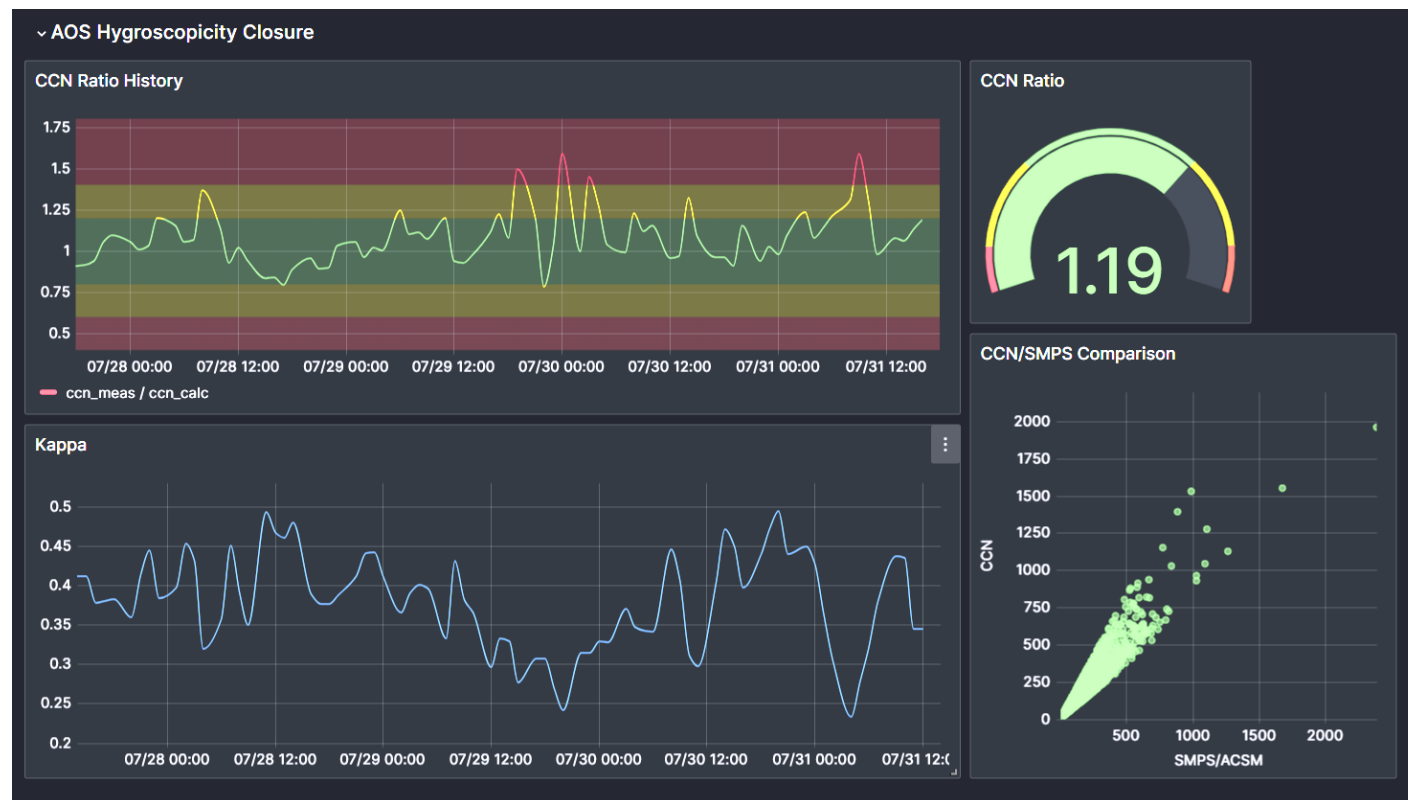 AOS Hygroscopicity Closure
CCN Ratio History
1.75
1.5
1.25
1
0.75
0.5
07/28 00:00 07/28 12:00 07/29 00:00 07/29 12:00 07/30 00:00 07/30 12:00 07/31 00:00 07/31 12:00
ccn_meas / ccn_calc
CCN Ratio
1.19
Kappa
0.5
0.45
0.4
0.35
0.3
0.25
0.2
07/28 00:00 07/28 12:00 07/29 00:00 07/29 12:00 07/30 00:00 07/30 12:00 07/31 00:00 07/31 12:(
CCN/SMPS Comparison
CCN
2000
1750
1500
1250
1000
750
500
250
0
500 1000 1500 2000
SMPS/ACSM